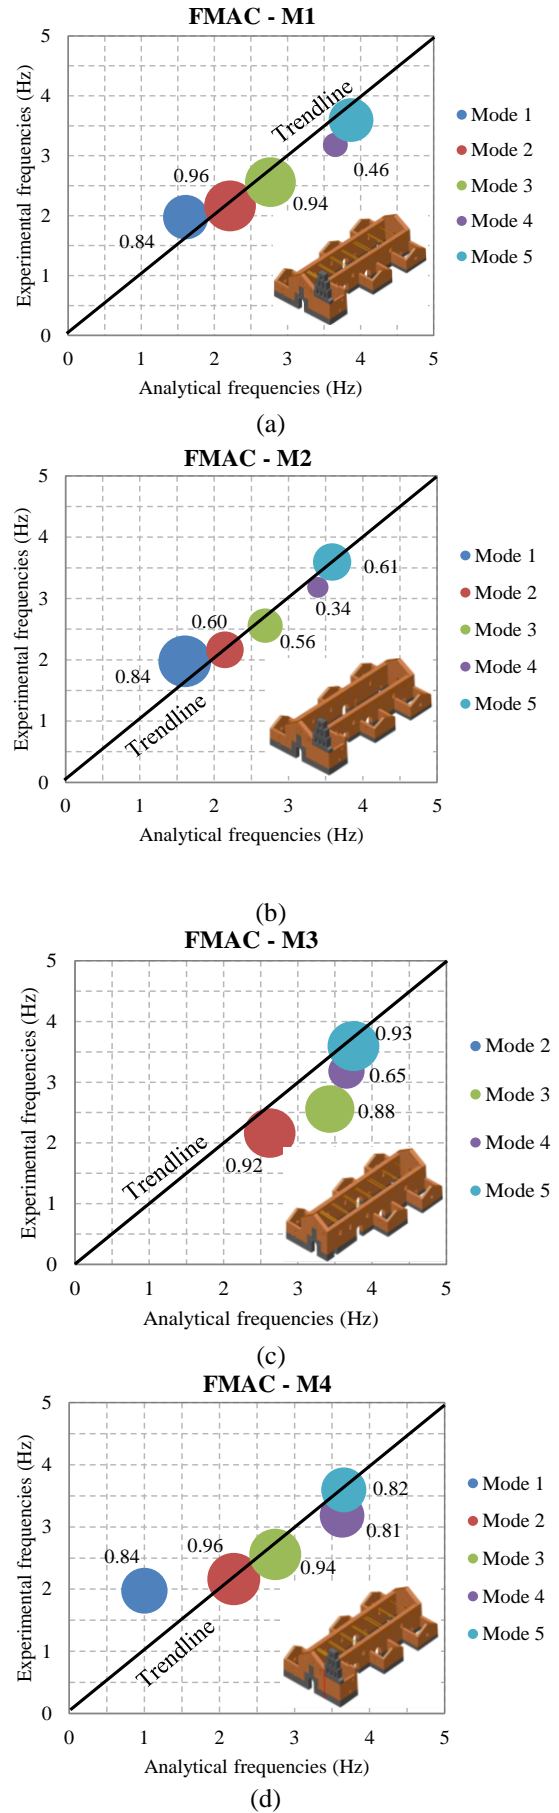 FMAC - M1
Experimental frequencies (Hz)
5
4
3
2
1
0
Trendline
0.96
0.84
0.94
0.46
Mode 1
Mode 2
Mode 3
Mode 4
Mode 5
0 1 2 3 4 5
Analytical frequencies (Hz)
(a)
FMAC - M2
Experimental frequencies (Hz)
5
4
3
2
1
0
0.61
0.34
0.60
0.56
0.84
Trendline
Mode 1
Mode 2
Mode 3
Mode 4
Mode 5
0 1 2 3 4 5
Analytical frequencies (Hz)
(b)
FMAC - M3
Experimental frequencies (Hz)
5
4
3
2
1
0
0.93
0.65
0.88
0.92
Trendline
Mode 2
Mode 3
Mode 4
Mode 5
0 1 2 3 4 5
Analytical frequencies (Hz)
(c)
FMAC - M4
Experimental frequencies (Hz)
5
4
3
2
1
0
0.82
0.81
0.96
0.84
0.94
Trendline
Mode 1
Mode 2
Mode 3
Mode 4
Mode 5
0 1 2 3 4 5
Analytical frequencies (Hz)
(d)